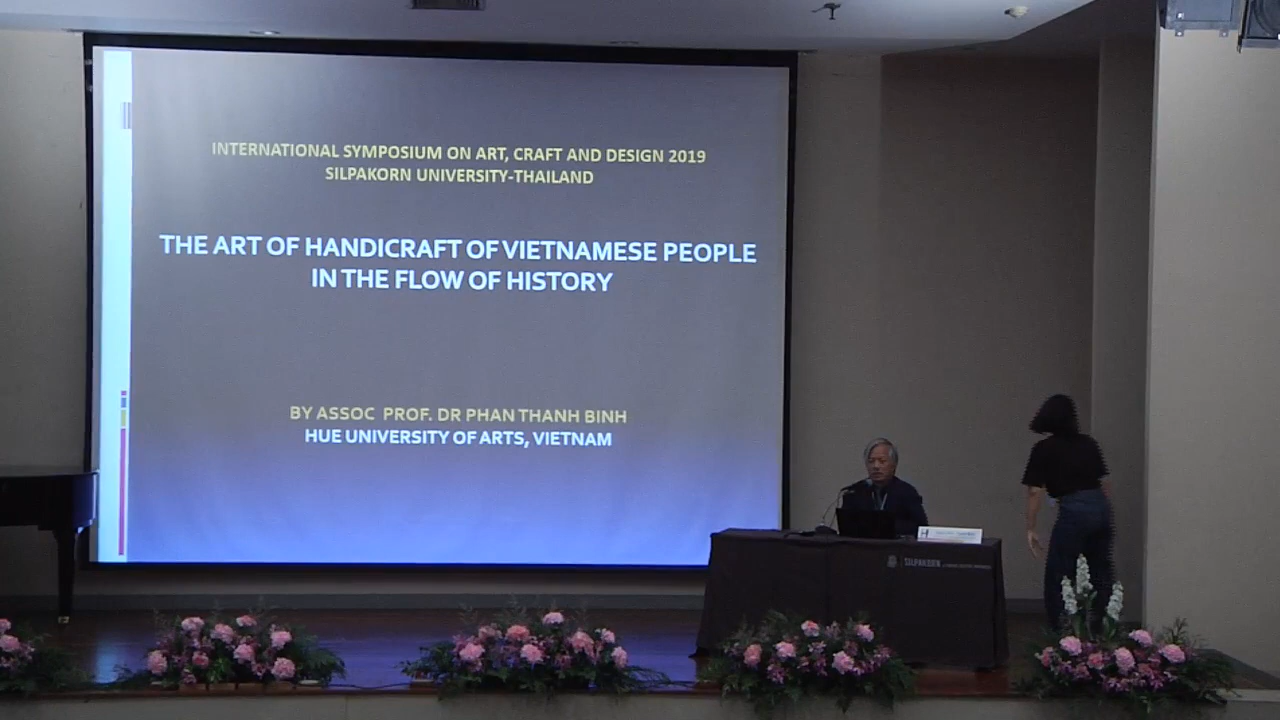 INTERNATIONAL SYMPOSIUM ON ART, CRAFT AND DESIGN 2019
SILPAKORN UNIVERSITY-THAILAND
THE ART OF HANDICRAFT OF VIETNAMESE PEOPLE
IN THE FLOW OF HISTORY
BY ASSOC PROF. DR PHAN THANH BINH
HUE UNIVERSITY OF ARTS, VIETNAM
SILPAKORN